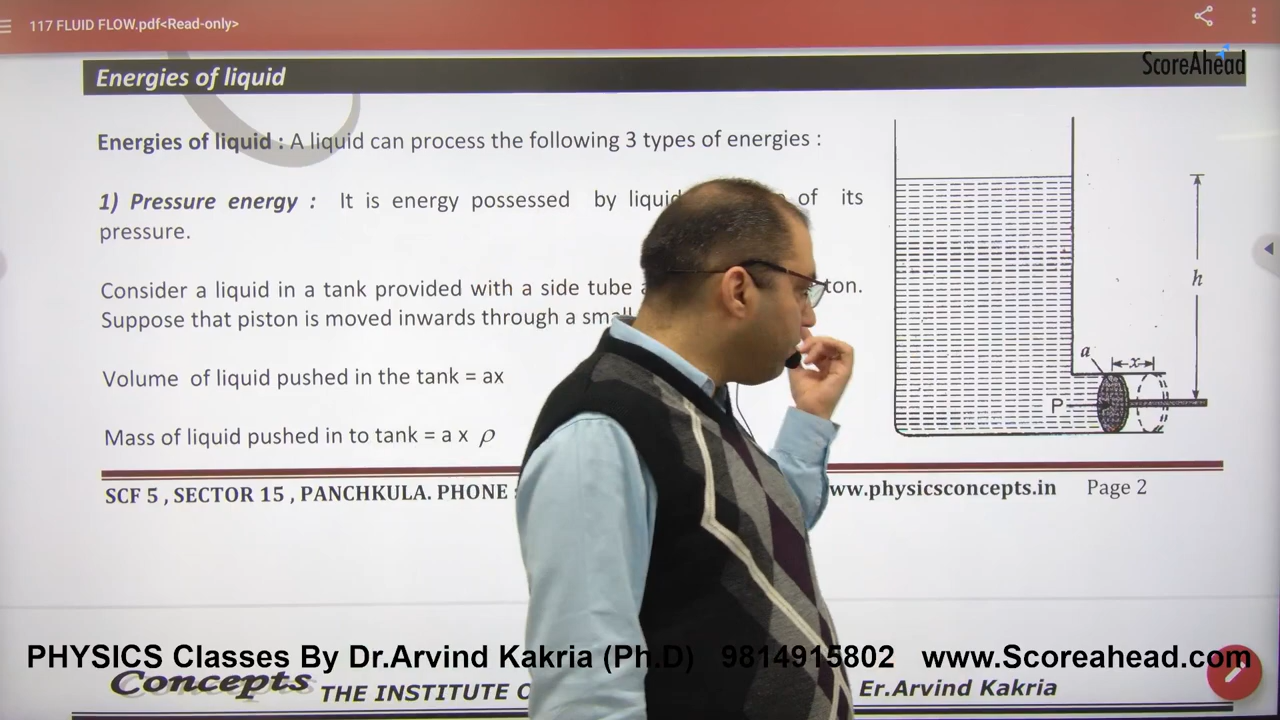 117 FLUID FLOW.pdf<Read-only>
ScoreAhead
Energies of liquid
Energies of liquid : A liquid can process the following 3 types of energies :
1) Pressure energy : It is energy possessed by liquid of its
pressure.
Consider a liquid in a tank provided with a side tube ton.
Suppose that piston is moved inwards through a small
Volume of liquid pushed in the tank = ax
Mass of liquid pushed in to tank = a x ρ
h
a
x
P
SCF 5 , SECTOR 15 , PANCHKULA. PHONE ww.physicsconcepts.in Page 2
PHYSICS Classes By Dr.Arvind Kakria (Ph.D) 9814915802 www.Scoreahead.com
Concepts THE INSTITUTE Er.Arvind Kakria